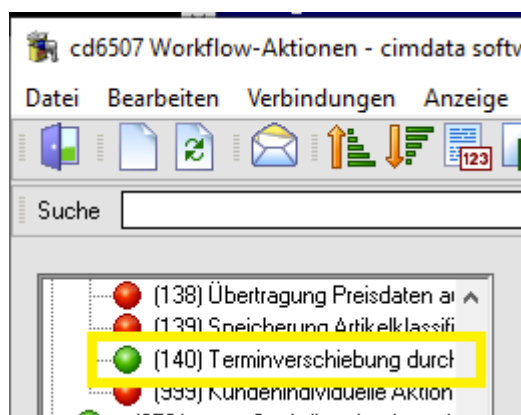 cd6507 Workflow-Aktionen - cimdata softw
Datei Bearbeiten Verbindungen Anzeige
123
Suche
(138) Übertragung Preisdaten a
(139) Speicherung Artikelklassifi
(140) Terminverschiebung durch
(999) Kundenindividuelle Aktion